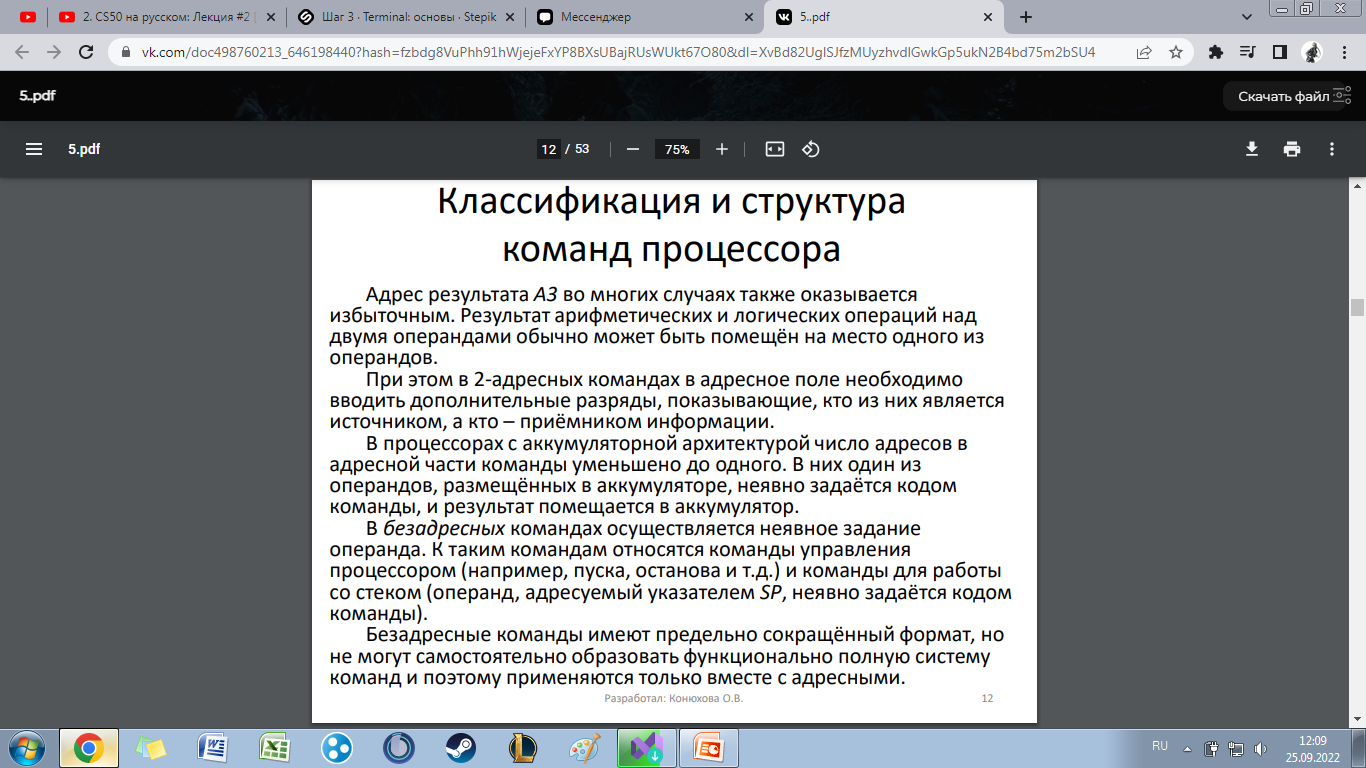 2. CS50 на русском: Лекция #2
Шаг 3 · Terminal: основы · Stepik
Мессенджер
5..pdf
vk.com/doc498760213_646198440?hash=fzbdg8VuPhh91hWjejeFxYP8BXsUBajRUsWUkt67O80&dl=XvBd82UgISJfzMUyzhvdlGwkGp5ukN2B4bd75m2bSU4
5..pdf
Скачать файл
5.pdf
12 / 53
75%
Классификация и структура
команд процессора
Адрес результата А3 во многих случаях также оказывается
избыточным. Результат арифметических и логических операций над
двумя операндами обычно может быть помещён на место одного из
операндов.
При этом в 2-адресных командах в адресное поле необходимо
вводить дополнительные разряды, показывающие, кто из них является
источником, а кто – приёмником информации.
В процессорах с аккумуляторной архитектурой число адресов в
адресной части команды уменьшено до одного. В них один из
операндов, размещённых в аккумуляторе, неявно задаётся кодом
команды, и результат помещается в аккумулятор.
В безадресных командах осуществляется неявное задание
операнда. К таким командам относятся команды управления
процессором (например, пуска, останова и т.д.) и команды для работы
со стеком (операнд, адресуемый указателем SP, неявно задаётся кодом
команды).
Безадресные команды имеют предельно сокращённый формат, но
не могут самостоятельно образовать функционально полную систему
команд и поэтому применяются только вместе с адресными.
Разработал: Конюхова О.В.
12
RU
12:09
25.09.2022